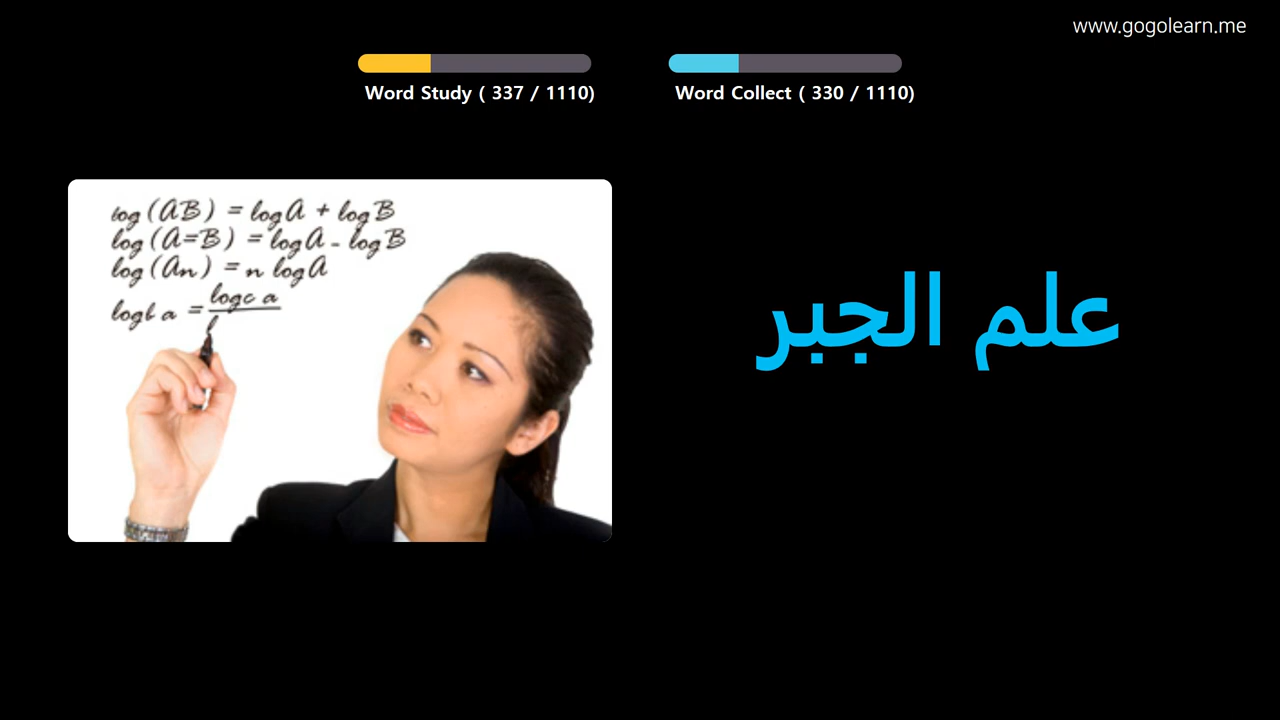 www.gogolearn.me
Word Study ( 337 / 1110)
Word Collect ( 330 / 1110)
log (AB) = log A + log B
log (A=B) = log A - log B
log (An) = n log A
logb a = logc a
علم الجبر